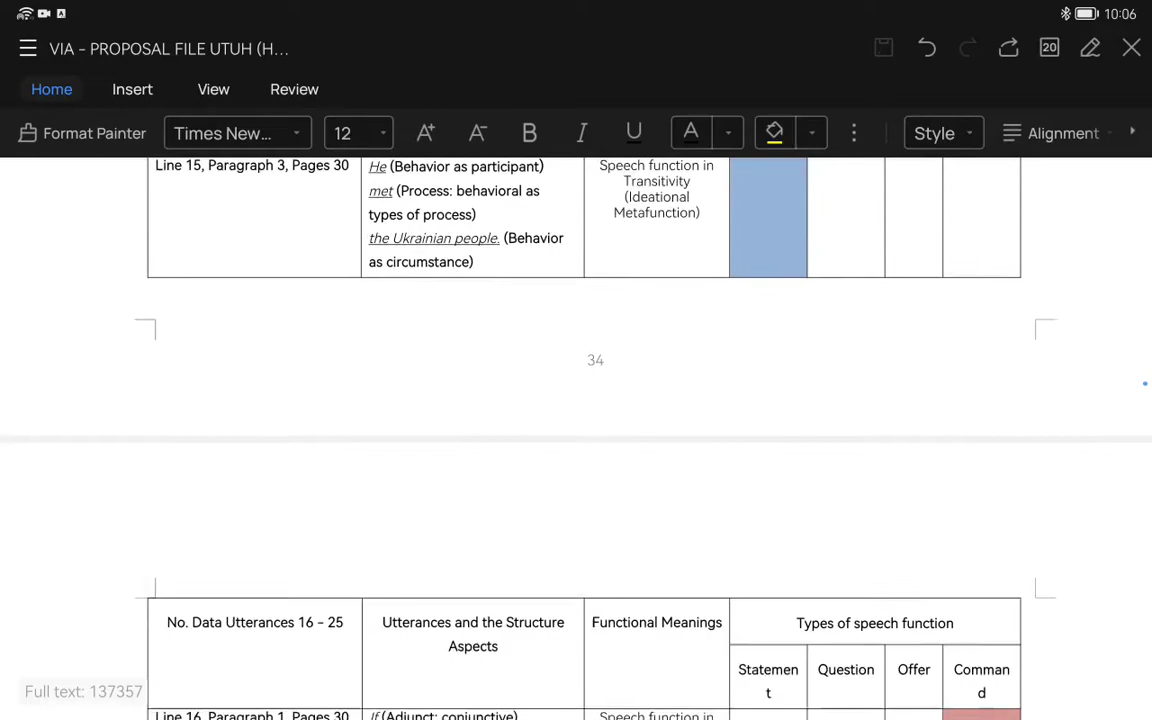 10:06
VIA - PROPOSAL FILE UTUH (H...
20
Home Insert View Review
Format Painter Times New... 12 A+ A- B I U A Style Alignment
Line 15, Paragraph 3, Pages 30
He (Behavior as participant)
met (Process: behavioral as
types of process)
the Ukrainian people. (Behavior
as circumstance)
Speech function in
Transitivity
(Ideational
Metafunction)
34
No. Data Utterances 16 - 25
Utterances and the Structure
Aspects
Functional Meanings
Types of speech function
Statemen
t
Question
Offer
Comman
d
Line 16, Paragraph 1, Pages 30
If (Adjunct: conjunctive)
Speech function in
Full text: 137357